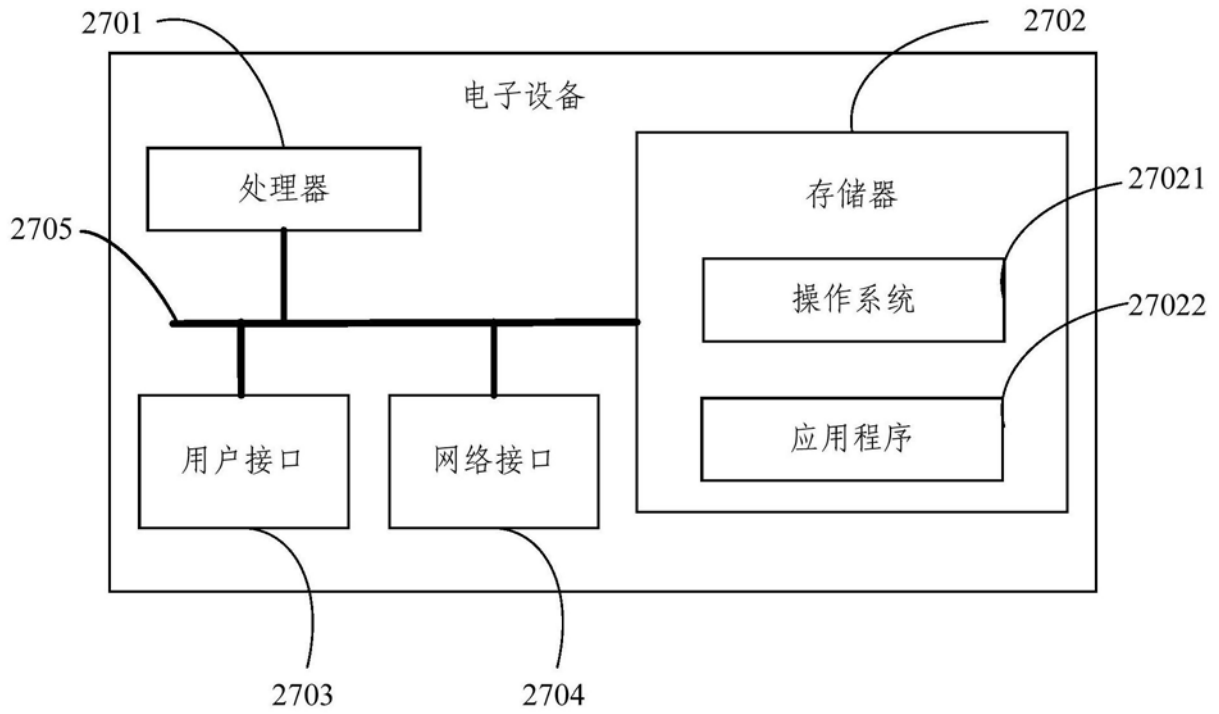 2701
2702
电子设备
处理器
存储器
27021
2705
操作系统
27022
应用程序
用户接口
网络接口
2703
2704